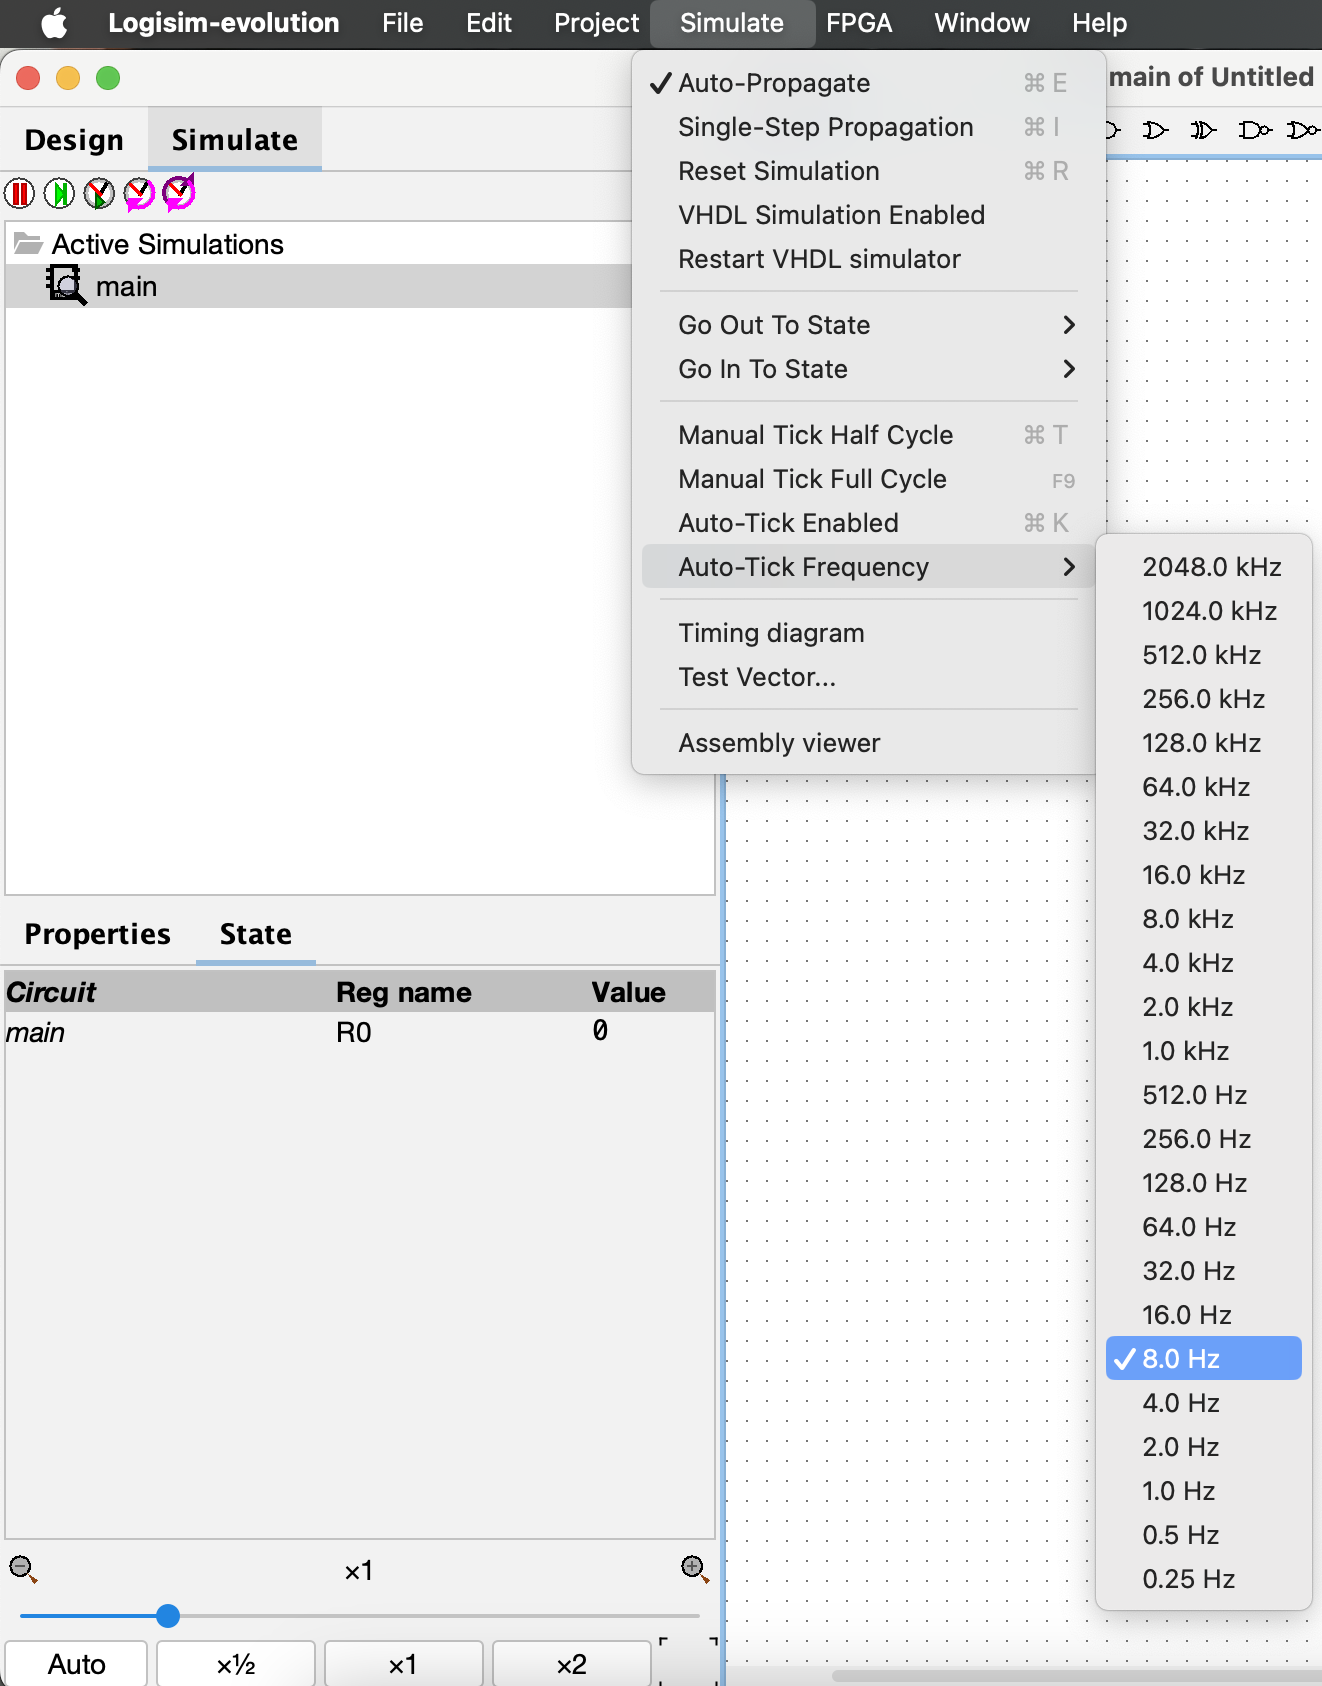 Logisim-evolution File Edit Project Simulate FPGA Window Help
main of Untitled
Design Simulate
Active Simulations
main
Auto-Propagate ⌘ E
Single-Step Propagation ⌘ I
Reset Simulation ⌘ R
VHDL Simulation Enabled
Restart VHDL simulator
Go Out To State
Go In To State
Manual Tick Half Cycle ⌘ T
Manual Tick Full Cycle F9
Auto-Tick Enabled ⌘ K
Auto-Tick Frequency
Timing diagram
Test Vector...
Assembly viewer
2048.0 kHz
1024.0 kHz
512.0 kHz
256.0 kHz
128.0 kHz
64.0 kHz
32.0 kHz
16.0 kHz
8.0 kHz
4.0 kHz
2.0 kHz
1.0 kHz
512.0 Hz
256.0 Hz
128.0 Hz
64.0 Hz
32.0 Hz
16.0 Hz
8.0 Hz
4.0 Hz
2.0 Hz
1.0 Hz
0.5 Hz
0.25 Hz
Properties State
Circuit Reg name Value
main R0 0
×1
Auto ×½ ×1 ×2